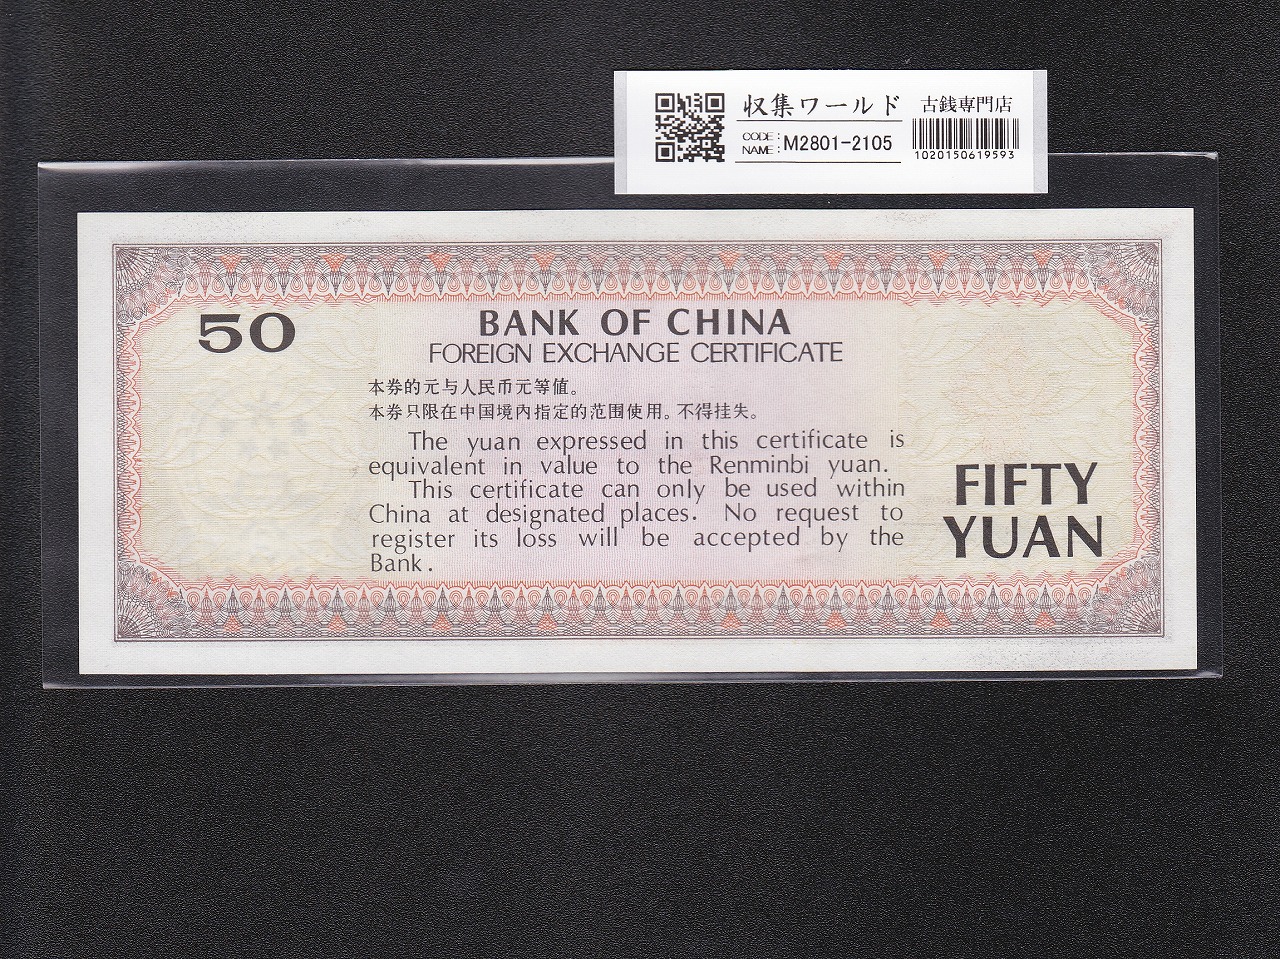 収集ワールド 古銭専門店
CODE:
NAME: M2801-2105
1020150619593
50
BANK OF CHINA
FOREIGN EXCHANGE CERTIFICATE
本券的元与人民币元等值。
本券只限在中国境内指定的范围使用。不得挂失。
The yuan expressed in this certificate is
equivalent in value to the Renminbi yuan.
This certificate can only be used within
China at designated places. No request to
register its loss will be accepted by the
Bank.
FIFTY
YUAN